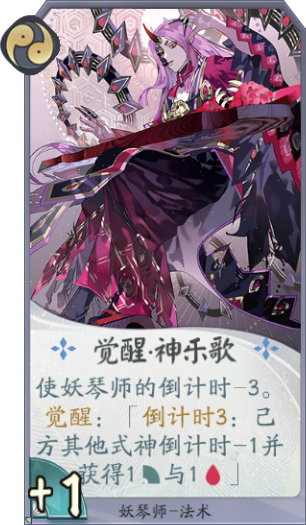 觉醒·神乐歌
使妖琴师的倒计时-3。
觉醒：「倒计时3：己
方其他式神倒计时-1并
获得1 与1 」
+1
妖琴师-法术